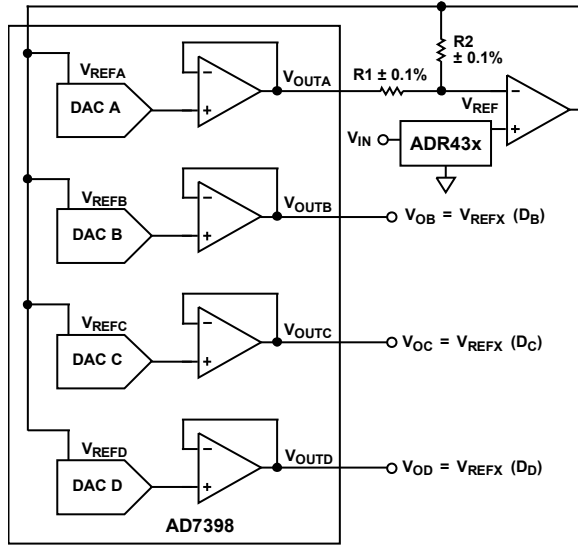 R2
± 0.1%
R1 ± 0.1%
VREFA
DAC A
−
+
VOUTA
VREF
−
+
VIN
ADR43x
VREFB
DAC B
−
+
VOUTB
VOB = VREFX (DB)
VREFC
DAC C
−
+
VOUTC
VOC = VREFX (DC)
VREFD
DAC D
−
+
VOUTD
VOD = VREFX (DD)
AD7398